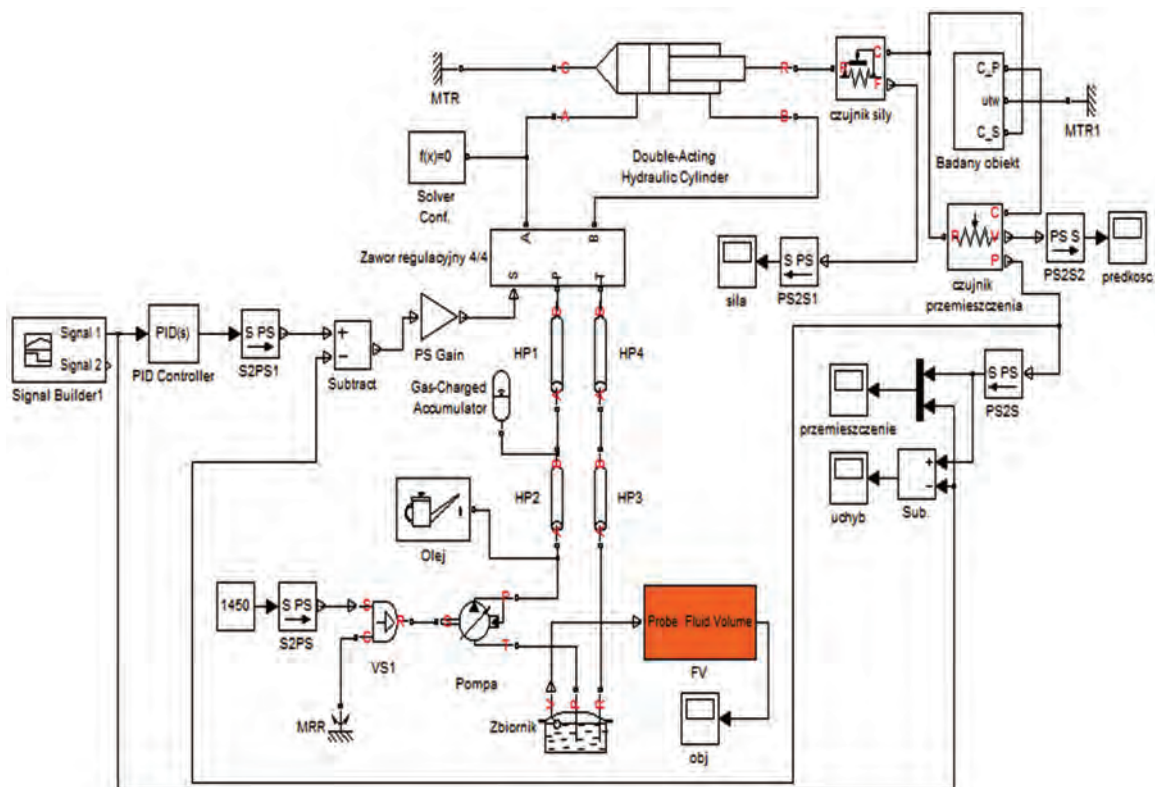 C
R
C
R
F
MTR
A
B
czujnik sily
C_P
utw
C_S
MTR1
Badany obiekt
f(x)=0
Solver
Conf.
Double-Acting
Hydraulic Cylinder
A
B
Zawor regulacyjny 4/4
S
P
T
C
R
V
P
czujnik
przemieszczenia
PS S
PS2S2
predkosc
sila
S PS
PS2S1
Signal 1
Signal 2
Signal Builder1
PID(s)
PID Controller
S PS
S2PS1
+
−
Subtract
PS Gain
B
B
HP1
HP4
A
A
Gas-Charged
Accumulator
B
B
HP2
HP3
A
A
S PS
PS2S
przemieszczenie
+
−
uchyb
Sub.
Olej
1450
S PS
S2PS
S
C
R
VS1
MRR
S
P
T
Pompa
Probe Fluid Volume
FV
V
P
R
Zbiornik
obj